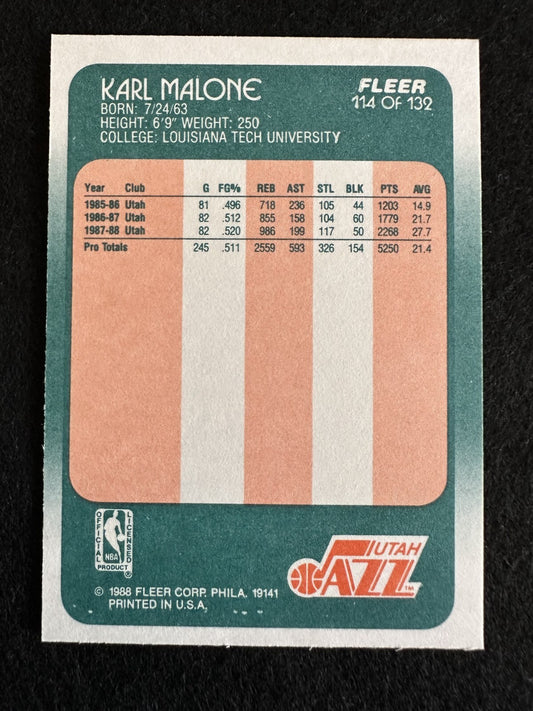 KARL MALONE
BORN: 7/24/63
HEIGHT: 6'9" WEIGHT: 250
COLLEGE: LOUISIANA TECH UNIVERSITY
FLEER
114 OF 132
Year Club G FG% REB AST STL BLK PTS AVG
1985-86 Utah 81 .496 718 236 105 44 1203 14.9
1986-87 Utah 82 .512 855 158 104 60 1779 21.7
1987-88 Utah 82 .520 986 199 117 50 2268 27.7
Pro Totals 245 .511 2559 593 326 154 5250 21.4
OFFICIAL LICENSED
NBA
PRODUCT ®
UTAH
JAZZ TM
© 1988 FLEER CORP. PHILA. 19141
PRINTED IN U.S.A.